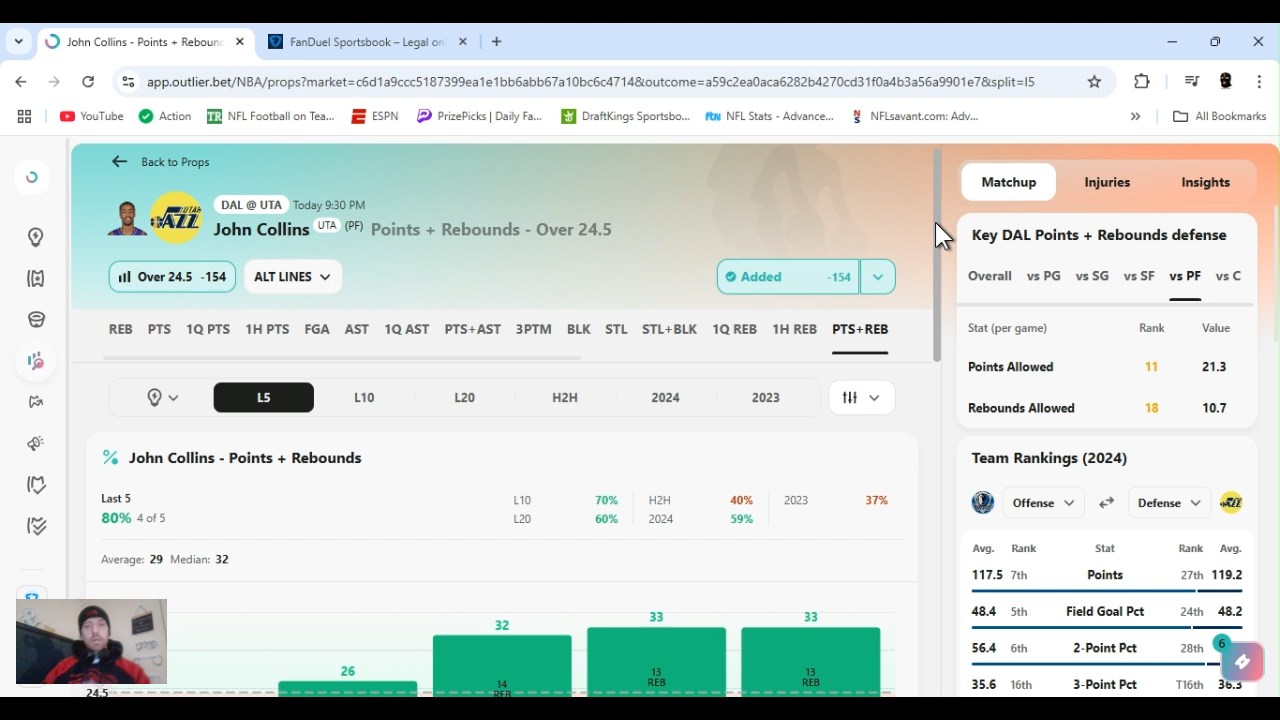 John Collins - Points + Rebound
FanDuel Sportsbook – Legal on
app.outlier.bet/NBA/props?market=c6d1a9ccc5187399ea1e1bb6abb67a10bc6c4714&outcome=a59c2ea0aca6282b4270cd31f0a4b3a56a9901e7&split=l5
YouTube
Action
TR
NFL Football on Tea...
ESPN
PrizePicks | Daily Fa...
DraftKings Sportsbo...
ftn
NFL Stats - Advance...
NFLsavant.com: Adv...
All Bookmarks
Back to Props
JAZZ
DAL @ UTA Today 9:30 PM
John Collins UTA (PF) Points + Rebounds - Over 24.5
Over 24.5 -154
ALT LINES
Added -154
REB PTS 1Q PTS 1H PTS FGA AST 1Q AST PTS+AST 3PTM BLK STL STL+BLK 1Q REB 1H REB PTS+REB
L5 L10 L20 H2H 2024 2023
John Collins - Points + Rebounds
Last 5
80% 4 of 5
L10 70% H2H 40% 2023 37%
L20 60% 2024 59%
Average: 29 Median: 32
26
32
33
33
14
REB
13
REB
13
REB
24.5
Matchup Injuries Insights
Key DAL Points + Rebounds defense
Overall vs PG vs SG vs SF vs PF vs C
Stat (per game) Rank Value
Points Allowed 11 21.3
Rebounds Allowed 18 10.7
Team Rankings (2024)
Offense Defense
Avg. Rank Stat Rank Avg.
117.5 7th Points 27th 119.2
48.4 5th Field Goal Pct 24th 48.2
56.4 6th 2-Point Pct 28th
6
35.6 16th 3-Point Pct T16th 36.3